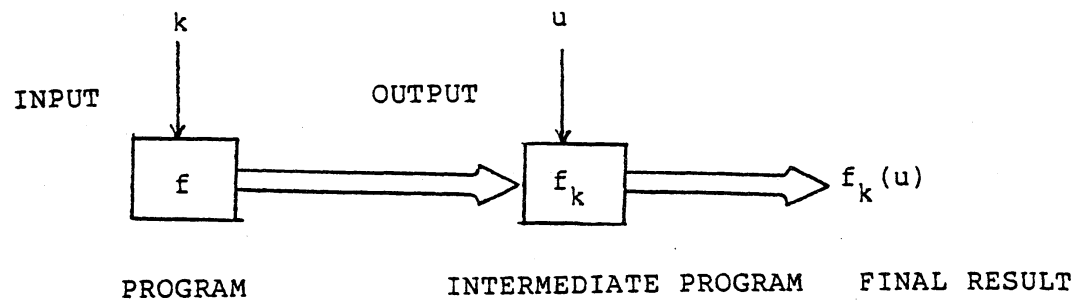 k u
INPUT OUTPUT
f f_k f_k(u)
PROGRAM INTERMEDIATE PROGRAM FINAL RESULT